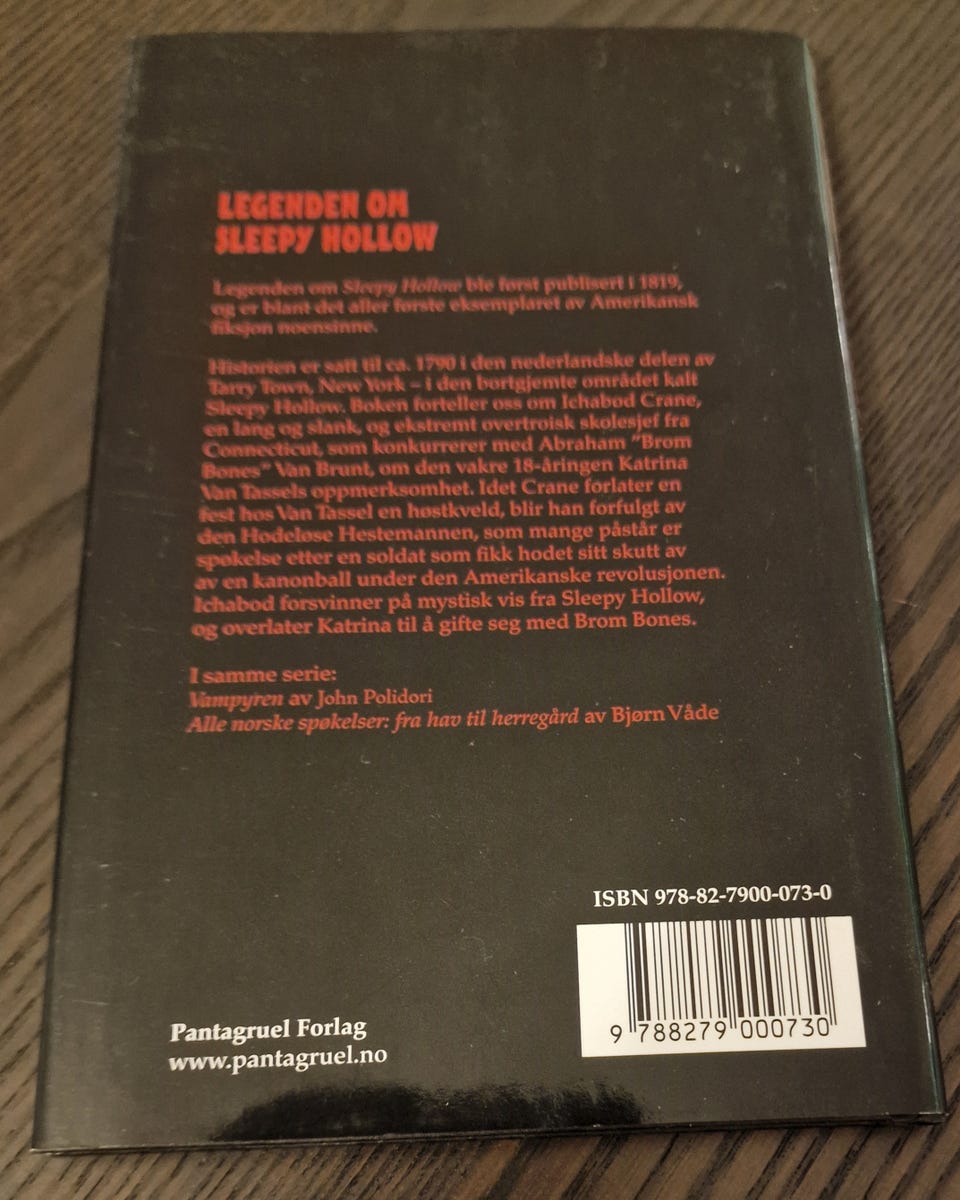 LEGENDEN OM
SLEEPY HOLLOW
Legenden om Sleepy Hollow ble først publisert i 1819,
og er blant det aller første eksemplaret av Amerikansk
fiksjon noensinne.
Historien er satt til ca. 1790 i den nederlandske delen av
Tarry Town, New York – i den bortgjemte området kalt
Sleepy Hollow. Boken forteller oss om Ichabod Crane,
en lang og slank, og ekstremt overtroisk skolesjef fra
Connecticut, som konkurrerer med Abraham "Brom
Bones" Van Brunt, om den vakre 18-åringen Katrina
Van Tassels oppmerksomhet. Idet Crane forlater en
fest hos Van Tassel en høstkveld, blir han forfulgt av
den Hodeløse Hestemannen, som mange påstår er
spøkelse etter en soldat som fikk hodet sitt skutt av
av en kanonball under den Amerikanske revolusjonen.
Ichabod forsvinner på mystisk vis fra Sleepy Hollow,
og overlater Katrina til å gifte seg med Brom Bones.
I samme serie:
Vampyren av John Polidori
Alle norske spøkelser: fra hav til herregård av Bjørn Våde
ISBN 978-82-7900-073-0
9 788279 000730
Pantagruel Forlag
www.pantagruel.no